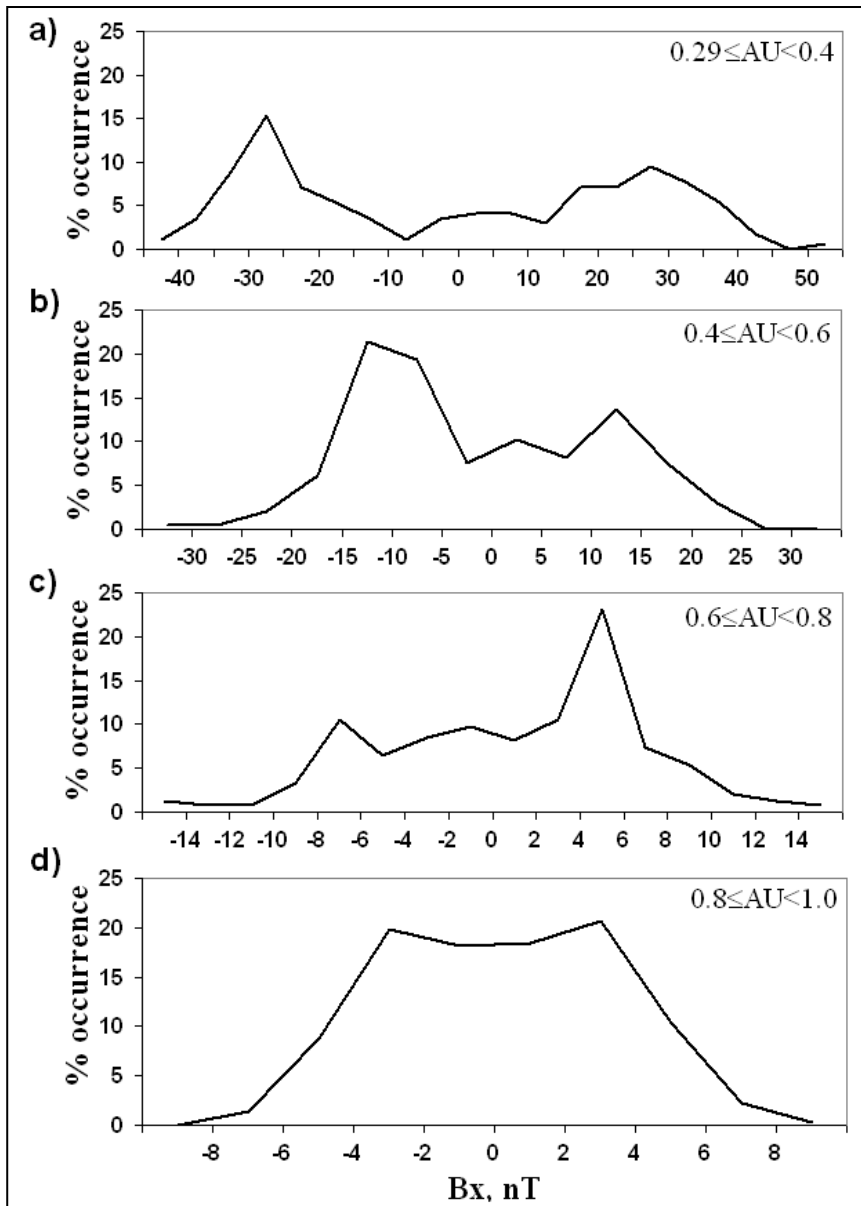 a)
% occurrence
25
20
15
10
5
0
0.29≤AU<0.4
-40 -30 -20 -10 0 10 20 30 40 50
b)
% occurrence
25
20
15
10
5
0
0.4≤AU<0.6
-30 -25 -20 -15 -10 -5 0 5 10 15 20 25 30
c)
% occurrence
25
20
15
10
5
0
0.6≤AU<0.8
-14 -12 -10 -8 -6 -4 -2 0 2 4 6 8 10 12 14
d)
% occurrence
25
20
15
10
5
0
0.8≤AU<1.0
-8 -6 -4 -2 0 2 4 6 8
Bx, nT